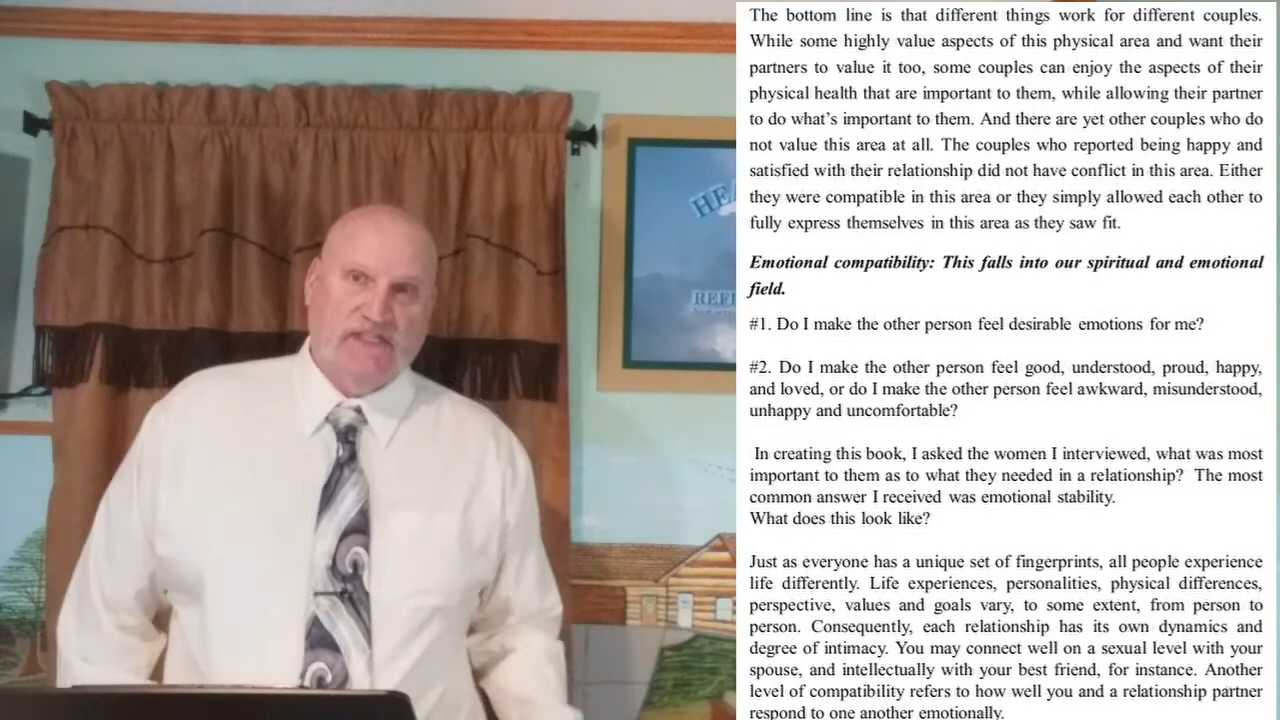 The bottom line is that different things work for different couples.
While some highly value aspects of this physical area and want their
partners to value it too, some couples can enjoy the aspects of their
physical health that are important to them, while allowing their partner
to do what’s important to them. And there are yet other couples who do
not value this area at all. The couples who reported being happy and
satisfied with their relationship did not have conflict in this area. Either
they were compatible in this area or they simply allowed each other to
fully express themselves in this area as they saw fit.
Emotional compatibility: This falls into our spiritual and emotional
field.
#1. Do I make the other person feel desirable emotions for me?
#2. Do I make the other person feel good, understood, proud, happy,
and loved, or do I make the other person feel awkward, misunderstood,
unhappy and uncomfortable?
In creating this book, I asked the women I interviewed, what was most
important to them as to what they needed in a relationship? The most
common answer I received was emotional stability.
What does this look like?
Just as everyone has a unique set of fingerprints, all people experience
life differently. Life experiences, personalities, physical differences,
perspective, values and goals vary, to some extent, from person to
person. Consequently, each relationship has its own dynamics and
degree of intimacy. You may connect well on a sexual level with your
spouse, and intellectually with your best friend, for instance. Another
level of compatibility refers to how well you and a relationship partner
respond to one another emotionally.